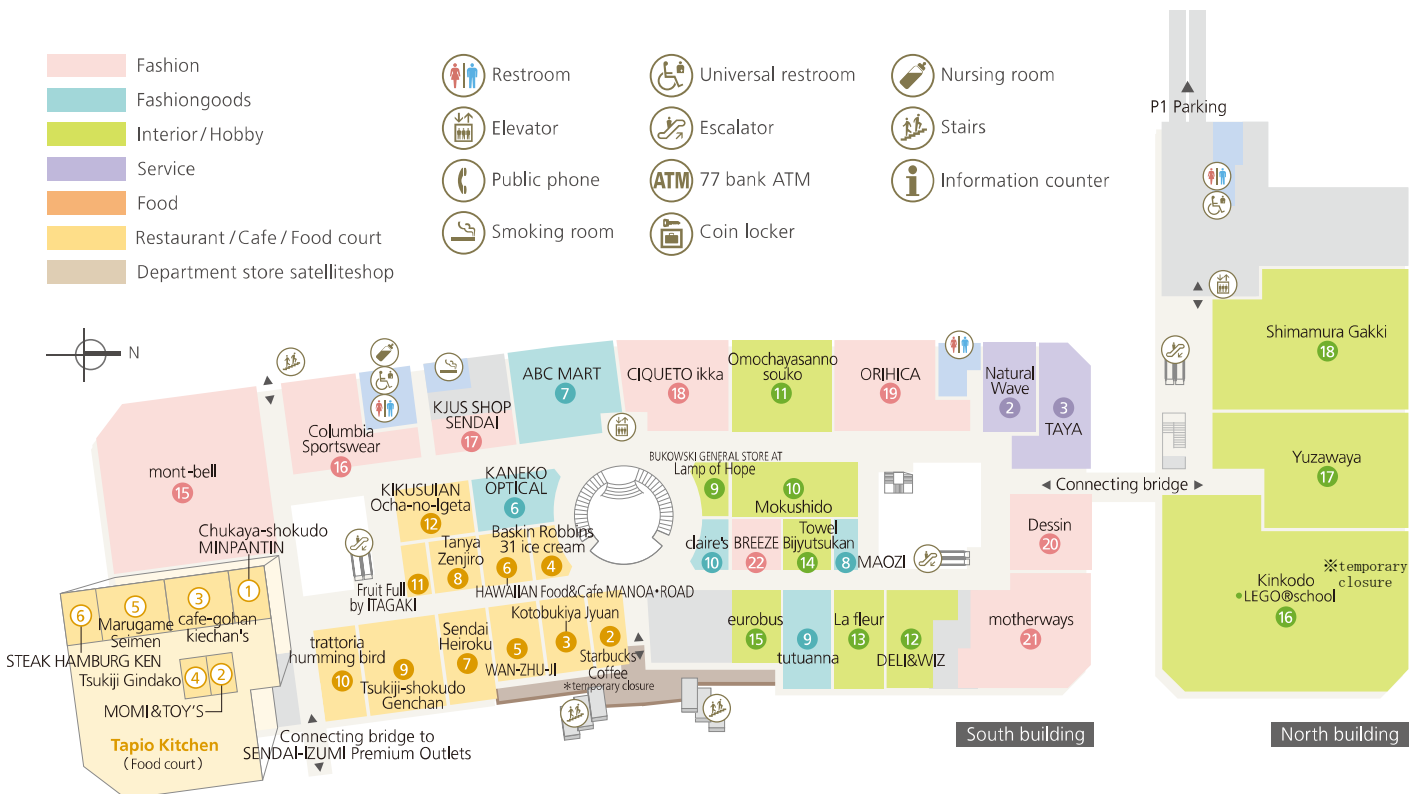 Fashion
Fashiongoods
Interior / Hobby
Service
Food
Restaurant / Cafe / Food court
Department store satelliteshop
Restroom
Elevator
Public phone
Smoking room
Universal restroom
Escalator
ATM 77 bank ATM
Coin locker
Nursing room
Stairs
Information counter
P1 Parking
N
mont-bell
15
Columbia
Sportswear
16
KJUS SHOP
SENDAI
17
ABC MART
7
CIQUETO ikka
18
Omochayasanno
souko
11
ORIHICA
19
Natural
Wave
2
3
TAYA
Shimamura Gakki
18
Yuzawaya
17
※temporary
closure
Kinkodo
LEGO®school
16
◄ Connecting bridge ►
KIKUSUIAN
Ocha-no-Igeta
12
KANEKO
OPTICAL
6
BUKOWSKI GENERAL STORE AT
Lamp of Hope
9
10
Mokushido
Chukaya-shokudo
MINPANTIN
1
Fruit Full
by ITAGAKI
11
Tanya
Zenjiro
8
Baskin Robbins
31 ice cream
4
6
HAWAIIAN Food&Cafe MANOA•ROAD
claire's
10
BREEZE
22
Towel
Bijyutsukan
14
8
MAOZI
Dessin
20
motherways
21
6
STEAK HAMBURG KEN
5
Marugame
Seimen
3
cafe-gohan
kiechan's
Tsukiji Gindako
4
2
MOMI&TOY'S
Tapio Kitchen
( Food court )
trattoria
humming bird
10
9
Tsukiji-shokudo
Genchan
Sendai
Heiroku
7
5
WAN-ZHU-JI
Kotobukiya Jyuan
3
2
Starbucks
Coffee
＊temporary closure
eurobus
15
9
tutuanna
La fleur
13
12
DELI&WIZ
Connecting bridge to
SENDAI-IZUMI Premium Outlets
South building
North building